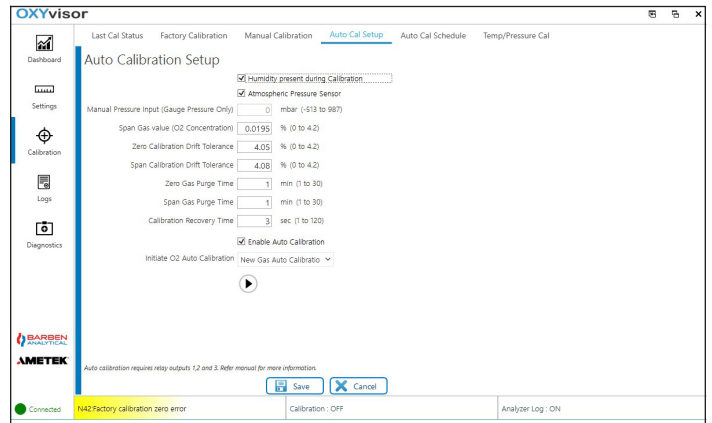 OXYvisor
Last Cal Status Factory Calibration Manual Calibration Auto Cal Setup Auto Cal Schedule Temp/Pressure Cal
Dashboard
Settings
Calibration
Logs
Diagnostics
Auto Calibration Setup
Humidity present during Calibration
Atmospheric Pressure Sensor
Manual Pressure Input (Gauge Pressure Only) 0 mbar (-513 to 987)
Span Gas value (O2 Concentration) 0.0195 % (0 to 4.2)
Zero Calibration Drift Tolerance 4.05 % (0 to 4.2)
Span Calibration Drift Tolerance 4.08 % (0 to 4.2)
Zero Gas Purge Time 1 min (1 to 30)
Span Gas Purge Time 1 min (1 to 30)
Calibration Recovery Time 3 sec (1 to 120)
Enable Auto Calibration
Initiate O2 Auto Calibration New Gas Auto Calibratio
BARBEN
ANALYTICAL
AMETEK
Auto calibration requires relay outputs 1,2 and 3. Refer manual for more information.
Save Cancel
Connected N42:Factory calibration zero error Calibration : OFF Analyzer Log : ON